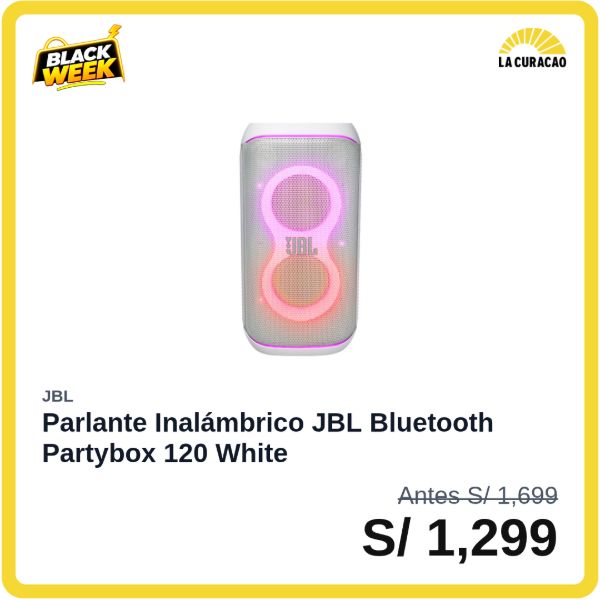 BLACK
WEEK
LA CURACAO
JBL
JBL
Parlante Inalámbrico JBL Bluetooth
Partybox 120 White
Antes S/ 1,699
S/ 1,299